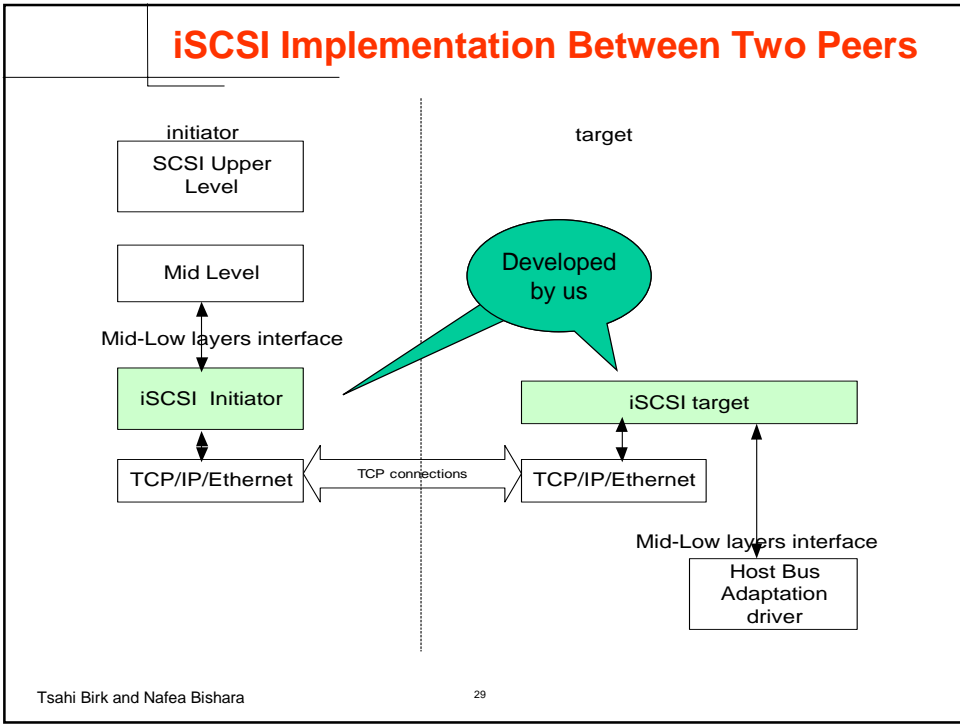 iSCSI Implementation Between Two Peers
initiator
SCSI Upper
Level
Mid Level
Mid-Low layers interface
iSCSI Initiator
TCP/IP/Ethernet
TCP connections
target
Developed
by us
iSCSI target
TCP/IP/Ethernet
Mid-Low layers interface
Host Bus
Adaptation
driver
Tsahi Birk and Nafea Bishara
29